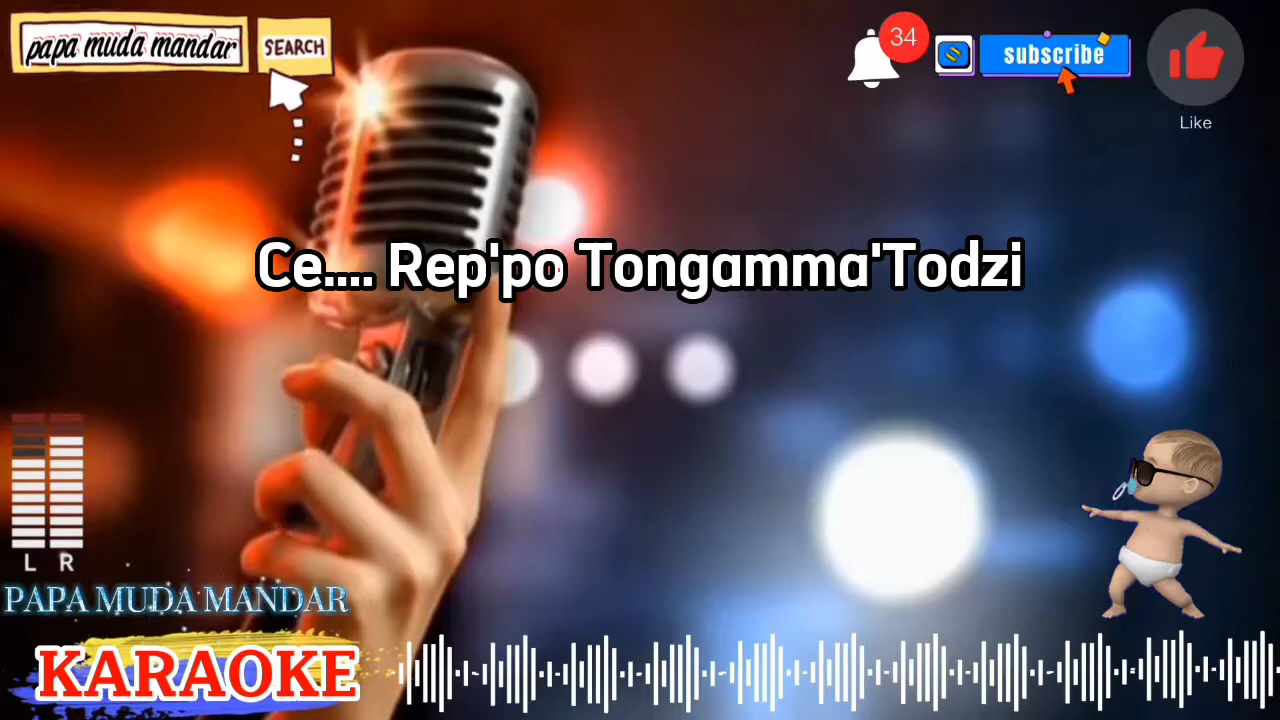 papa muda mandar
SEARCH
34
subscribe
Like
Ce.... Rep'po Tongamma'Todzi
L R
PAPA MUDA MANDAR
KARAOKE